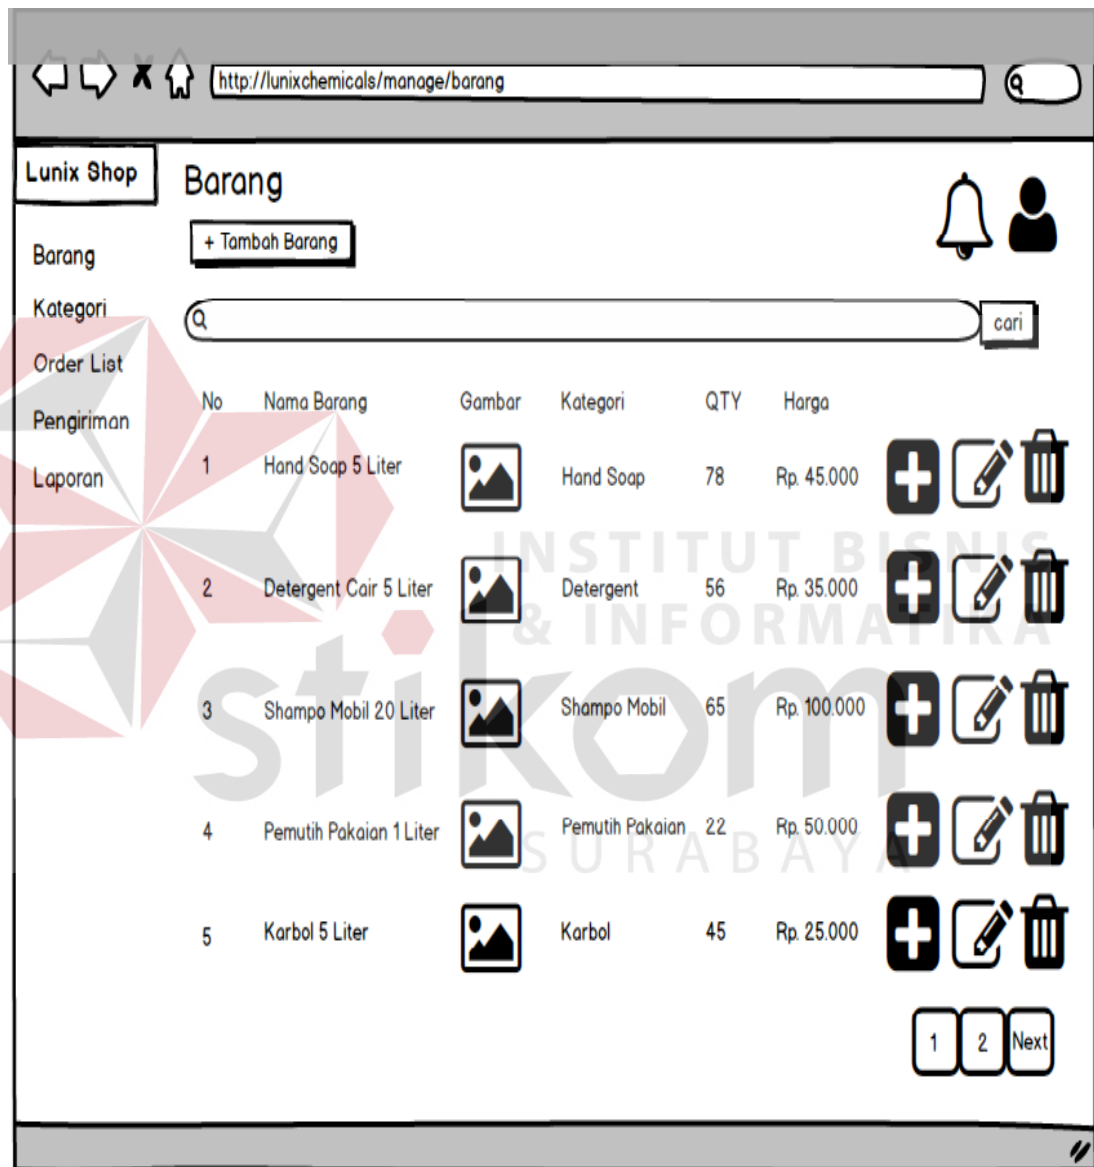 http://lunixchemicals/manage/barang
Lunix Shop
Barang
+ Tambah Barang
Barang
Kategori
Order List
Pengiriman
Laporan
cari
No Nama Barang Gambar Kategori QTY Harga
1 Hand Soap 5 Liter Hand Soap 78 Rp. 45.000
2 Detergent Cair 5 Liter Detergent 56 Rp. 35.000
3 Shampo Mobil 20 Liter Shampo Mobil 65 Rp. 100.000
4 Pemutih Pakaian 1 Liter Pemutih Pakaian 22 Rp. 50.000
5 Karbol 5 Liter Karbol 45 Rp. 25.000
1 2 Next
INSTITUT BISNIS
& INFORMATIKA
stikom
SURABAYA